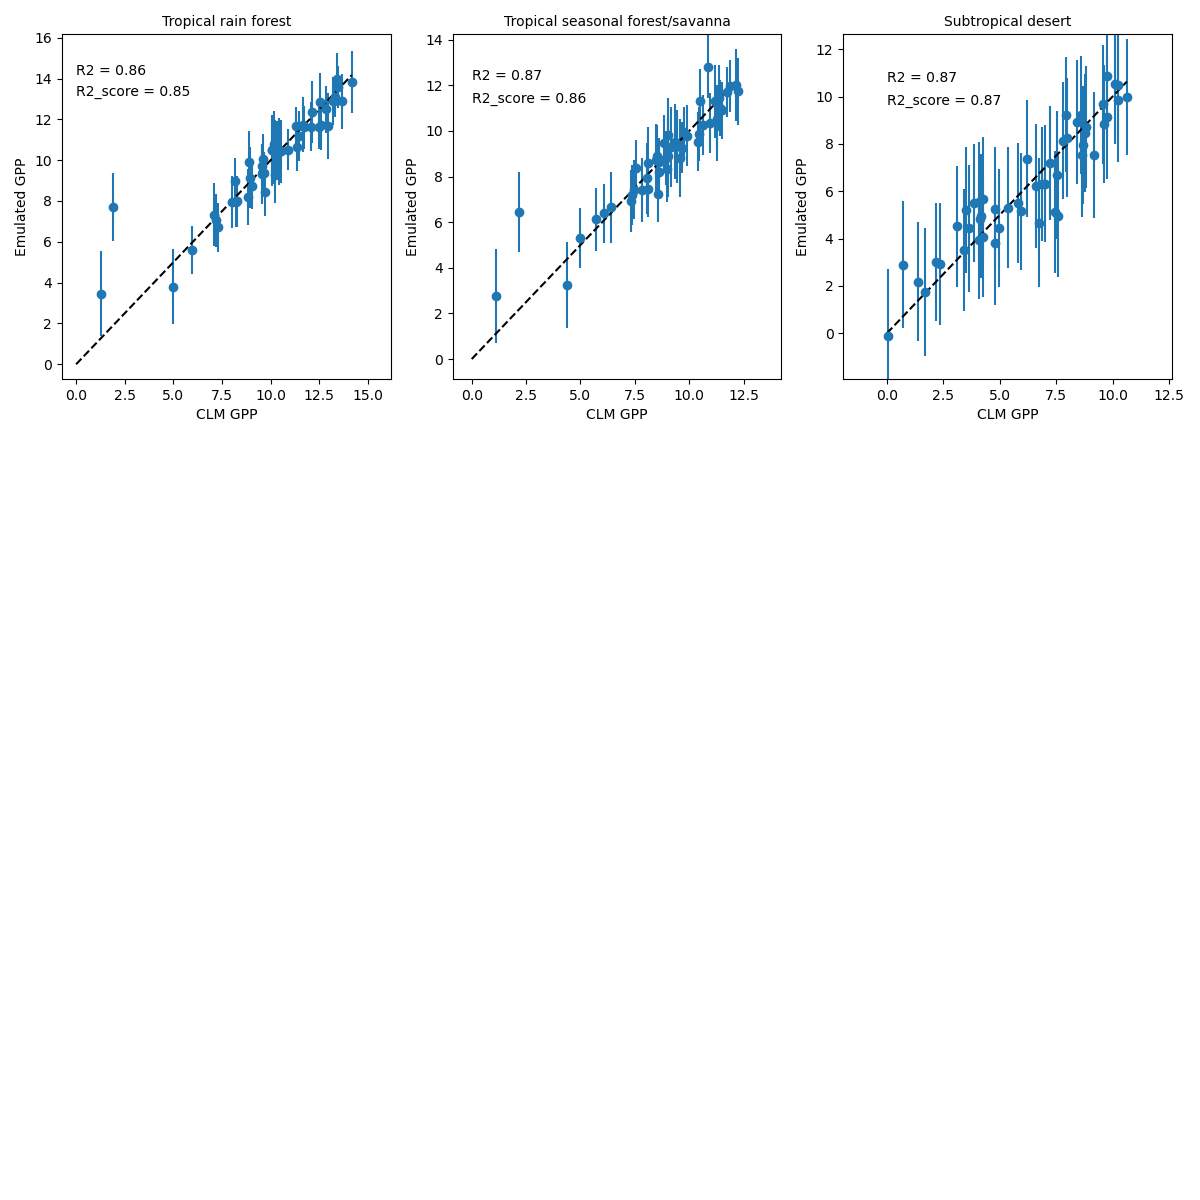 Tropical rain forest
R2 = 0.86
R2_score = 0.85
Emulated GPP
16
14
12
10
8
6
4
2
0
0.0 2.5 5.0 7.5 10.0 12.5 15.0
CLM GPP
Tropical seasonal forest/savanna
R2 = 0.87
R2_score = 0.86
Emulated GPP
14
12
10
8
6
4
2
0
0.0 2.5 5.0 7.5 10.0 12.5
CLM GPP
Subtropical desert
R2 = 0.87
R2_score = 0.87
Emulated GPP
12
10
8
6
4
2
0
0.0 2.5 5.0 7.5 10.0 12.5
CLM GPP